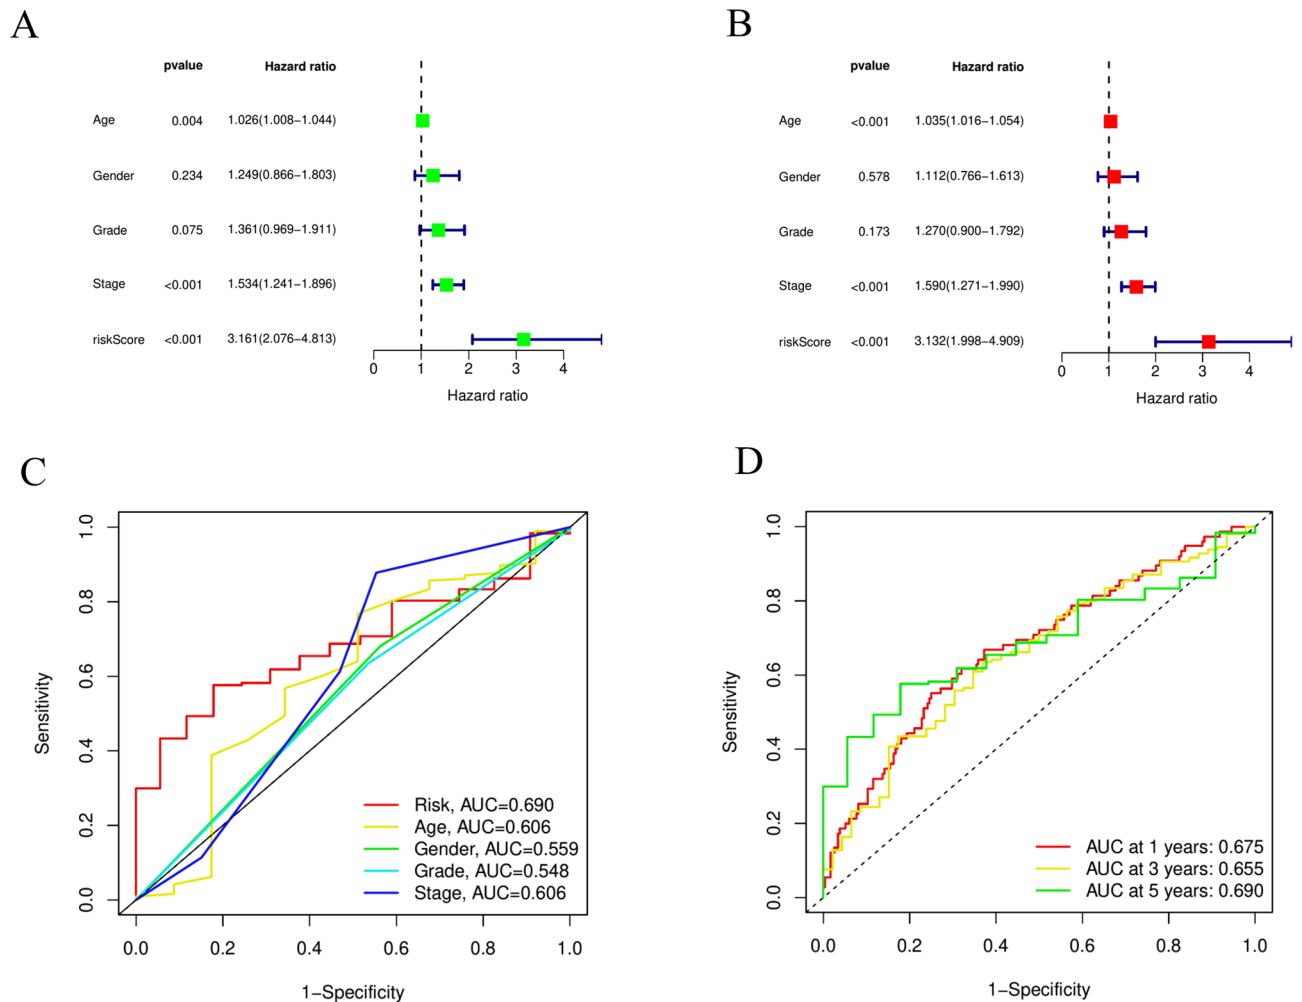 A
pvalue Hazard ratio
Age 0.004 1.026(1.008−1.044)
Gender 0.234 1.249(0.866−1.803)
Grade 0.075 1.361(0.969−1.911)
Stage <0.001 1.534(1.241−1.896)
riskScore <0.001 3.161(2.076−4.813)
0 1 2 3 4
Hazard ratio
B
pvalue Hazard ratio
Age <0.001 1.035(1.016−1.054)
Gender 0.578 1.112(0.766−1.613)
Grade 0.173 1.270(0.900−1.792)
Stage <0.001 1.590(1.271−1.990)
riskScore <0.001 3.132(1.998−4.909)
0 1 2 3 4
Hazard ratio
C
Sensitivity
1.0
0.8
0.6
0.4
0.2
0.0
Risk, AUC=0.690
Age, AUC=0.606
Gender, AUC=0.559
Grade, AUC=0.548
Stage, AUC=0.606
0.0 0.2 0.4 0.6 0.8 1.0
1−Specificity
D
Sensitivity
1.0
0.8
0.6
0.4
0.2
0.0
AUC at 1 years: 0.675
AUC at 3 years: 0.655
AUC at 5 years: 0.690
0.0 0.2 0.4 0.6 0.8 1.0
1−Specificity